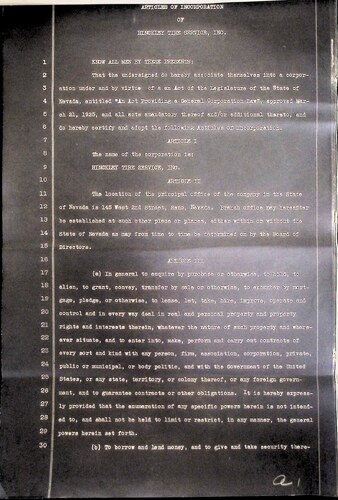 ARTICLES OF INCORPORATION
OF
HINCKLEY TIRE SERVICE, INC.
1 KNOW ALL MEN BY THESE PRESENTS:
2 That the undersigned do hereby associate themselves into a corpor-
3 ation under and by virtue of a an Act of the Legislature of the State of
4 Nevada, entitled "An Act Providing a General Corporation Law", approved Mar-
5 ch 21, 1925, and all acts amendatory thereof and/or additional thereto, and
6 do hereby certify and adopt the following Articles of Incorporation.
7 ARTICLE I
8 The name of the corporation is:
9 HINCKLEY TIRE SERVICE, INC.
10 ARTICLE II
11 The location of the principal office of the company in the State
12 of Nevada is 145 West 2nd Street, Reno, Nevada. Branch office may hereafter
13 be established at such other place or places, either within or without the
14 State of Nevada as may from time to time be determined on by the Board of
15 Directors.
16 ARTICLE III
17 (a) In general to acquire by purchase or otherwise, to
18 alien, to grant, convey, transfer by sale or otherwise, to encumber by mort-
19 gage, pledge, or otherwise, to lease, let, take, hire, improve, operate and
20 control and in every way deal in real and personal property and property
21 rights and interests therein, whatever the nature of such property and where-
22 ever situate, and to enter into, make, perform and carry out contracts of
23 every sort and kind with any person, firm, association, corporation, private,
24 public or municipal, or body politic, and with the Government of the United
25 States, or any state, territory, or colony thereof, or any foreign govern-
26 ment, and to guarantee contracts or other obligations. It is hereby express-
27 ly provided that the enumeration of any specific powers herein is not intend-
28 ed to, and shall not be held to limit or restrict, in any manner, the general
29 powers herein set forth.
30 (b) To borrow and lend money, and to give and take security there-
a 1